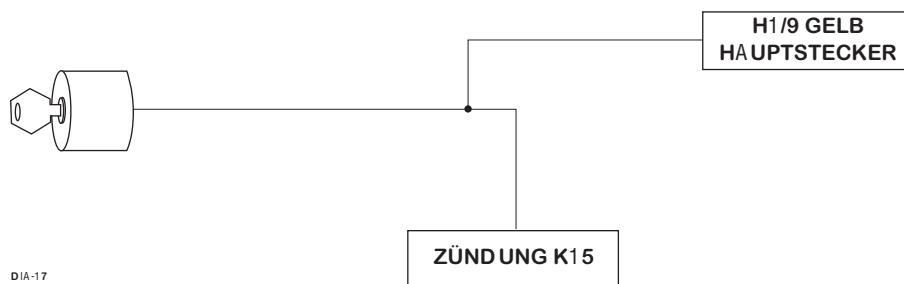 H1/9 GELB
HAUPTSTECKER
ZÜNDUNG K15
DIA-17